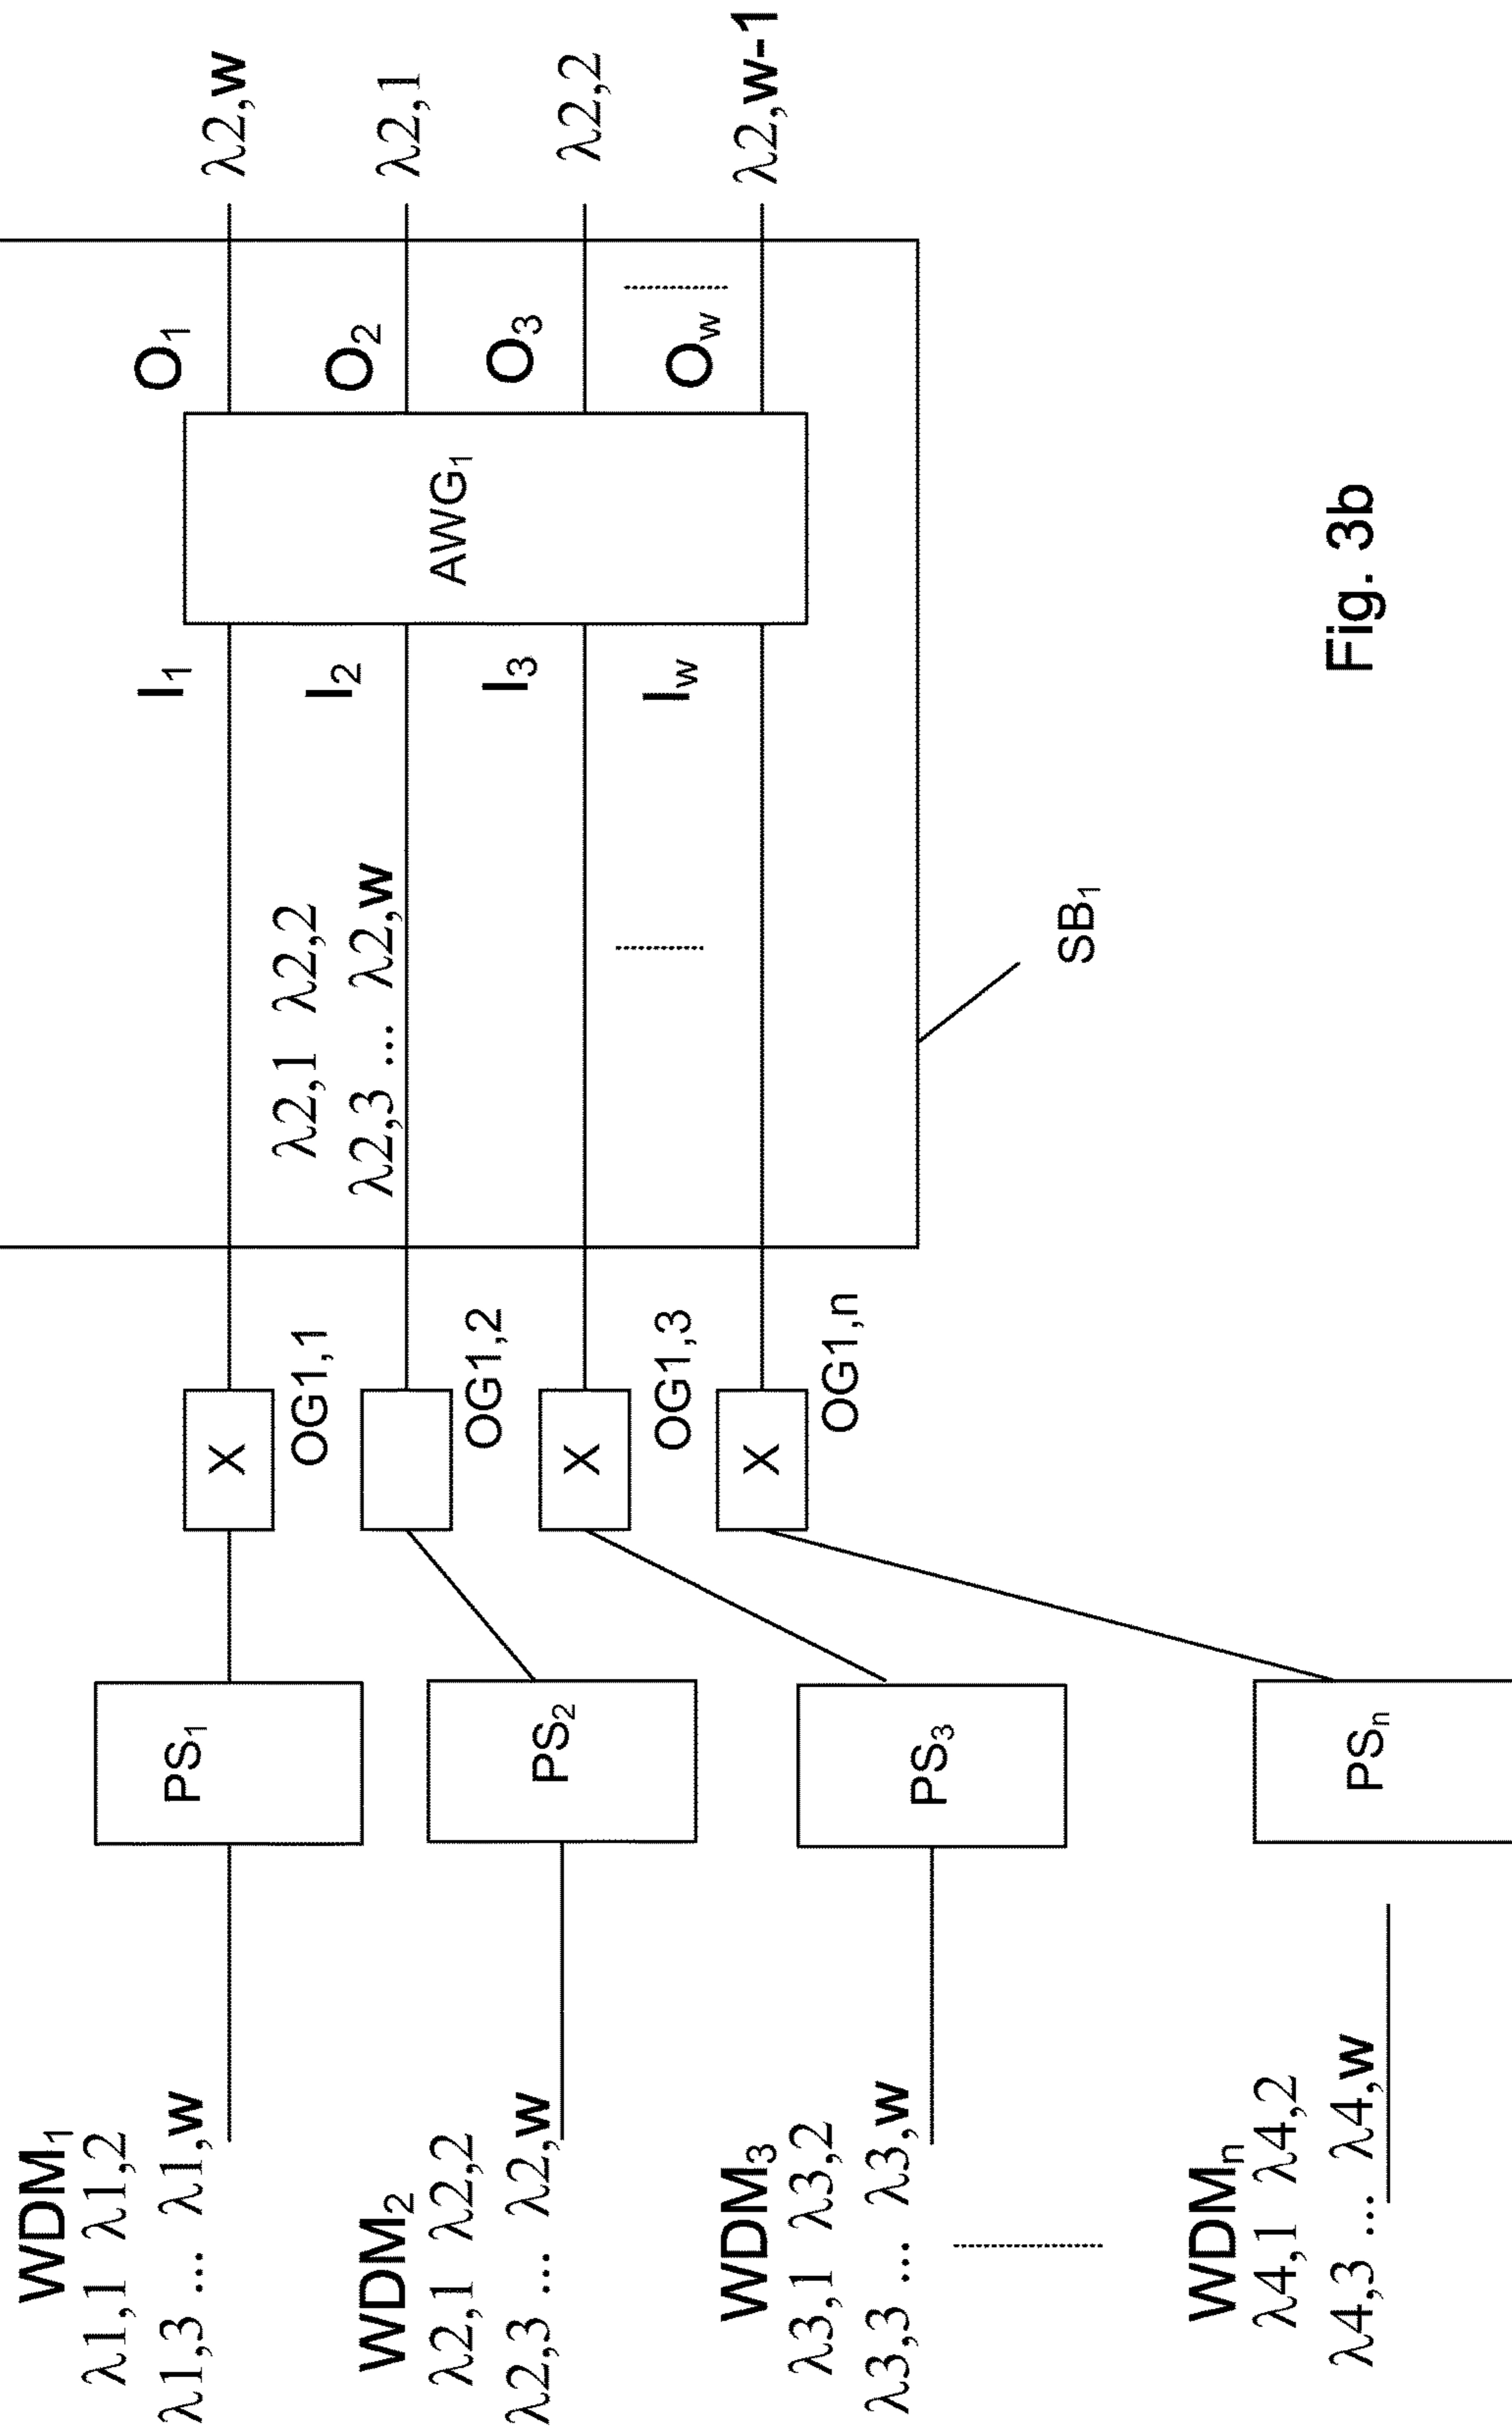 WDM₁
λ1,1 λ1,2
λ1,3 ... λ1,w
PS₁
X
OG1,1
I₁
O₁
λ2,w
WDM₂
λ2,1 λ2,2
λ2,3 ... λ2,w
PS₂
OG1,2
λ2,1 λ2,2
λ2,3 ... λ2,w
I₂
AWG₁
O₂
λ2,1
WDM₃
λ3,1 λ3,2
λ3,3 ... λ3,w
PS₃
X
OG1,3
I₃
O₃
λ2,2
WDMₙ
λ4,1 λ4,2
λ4,3 ... λ4,w
PSₙ
X
OG1,n
I_w
O_w
λ2,w-1
SB₁
Fig. 3b